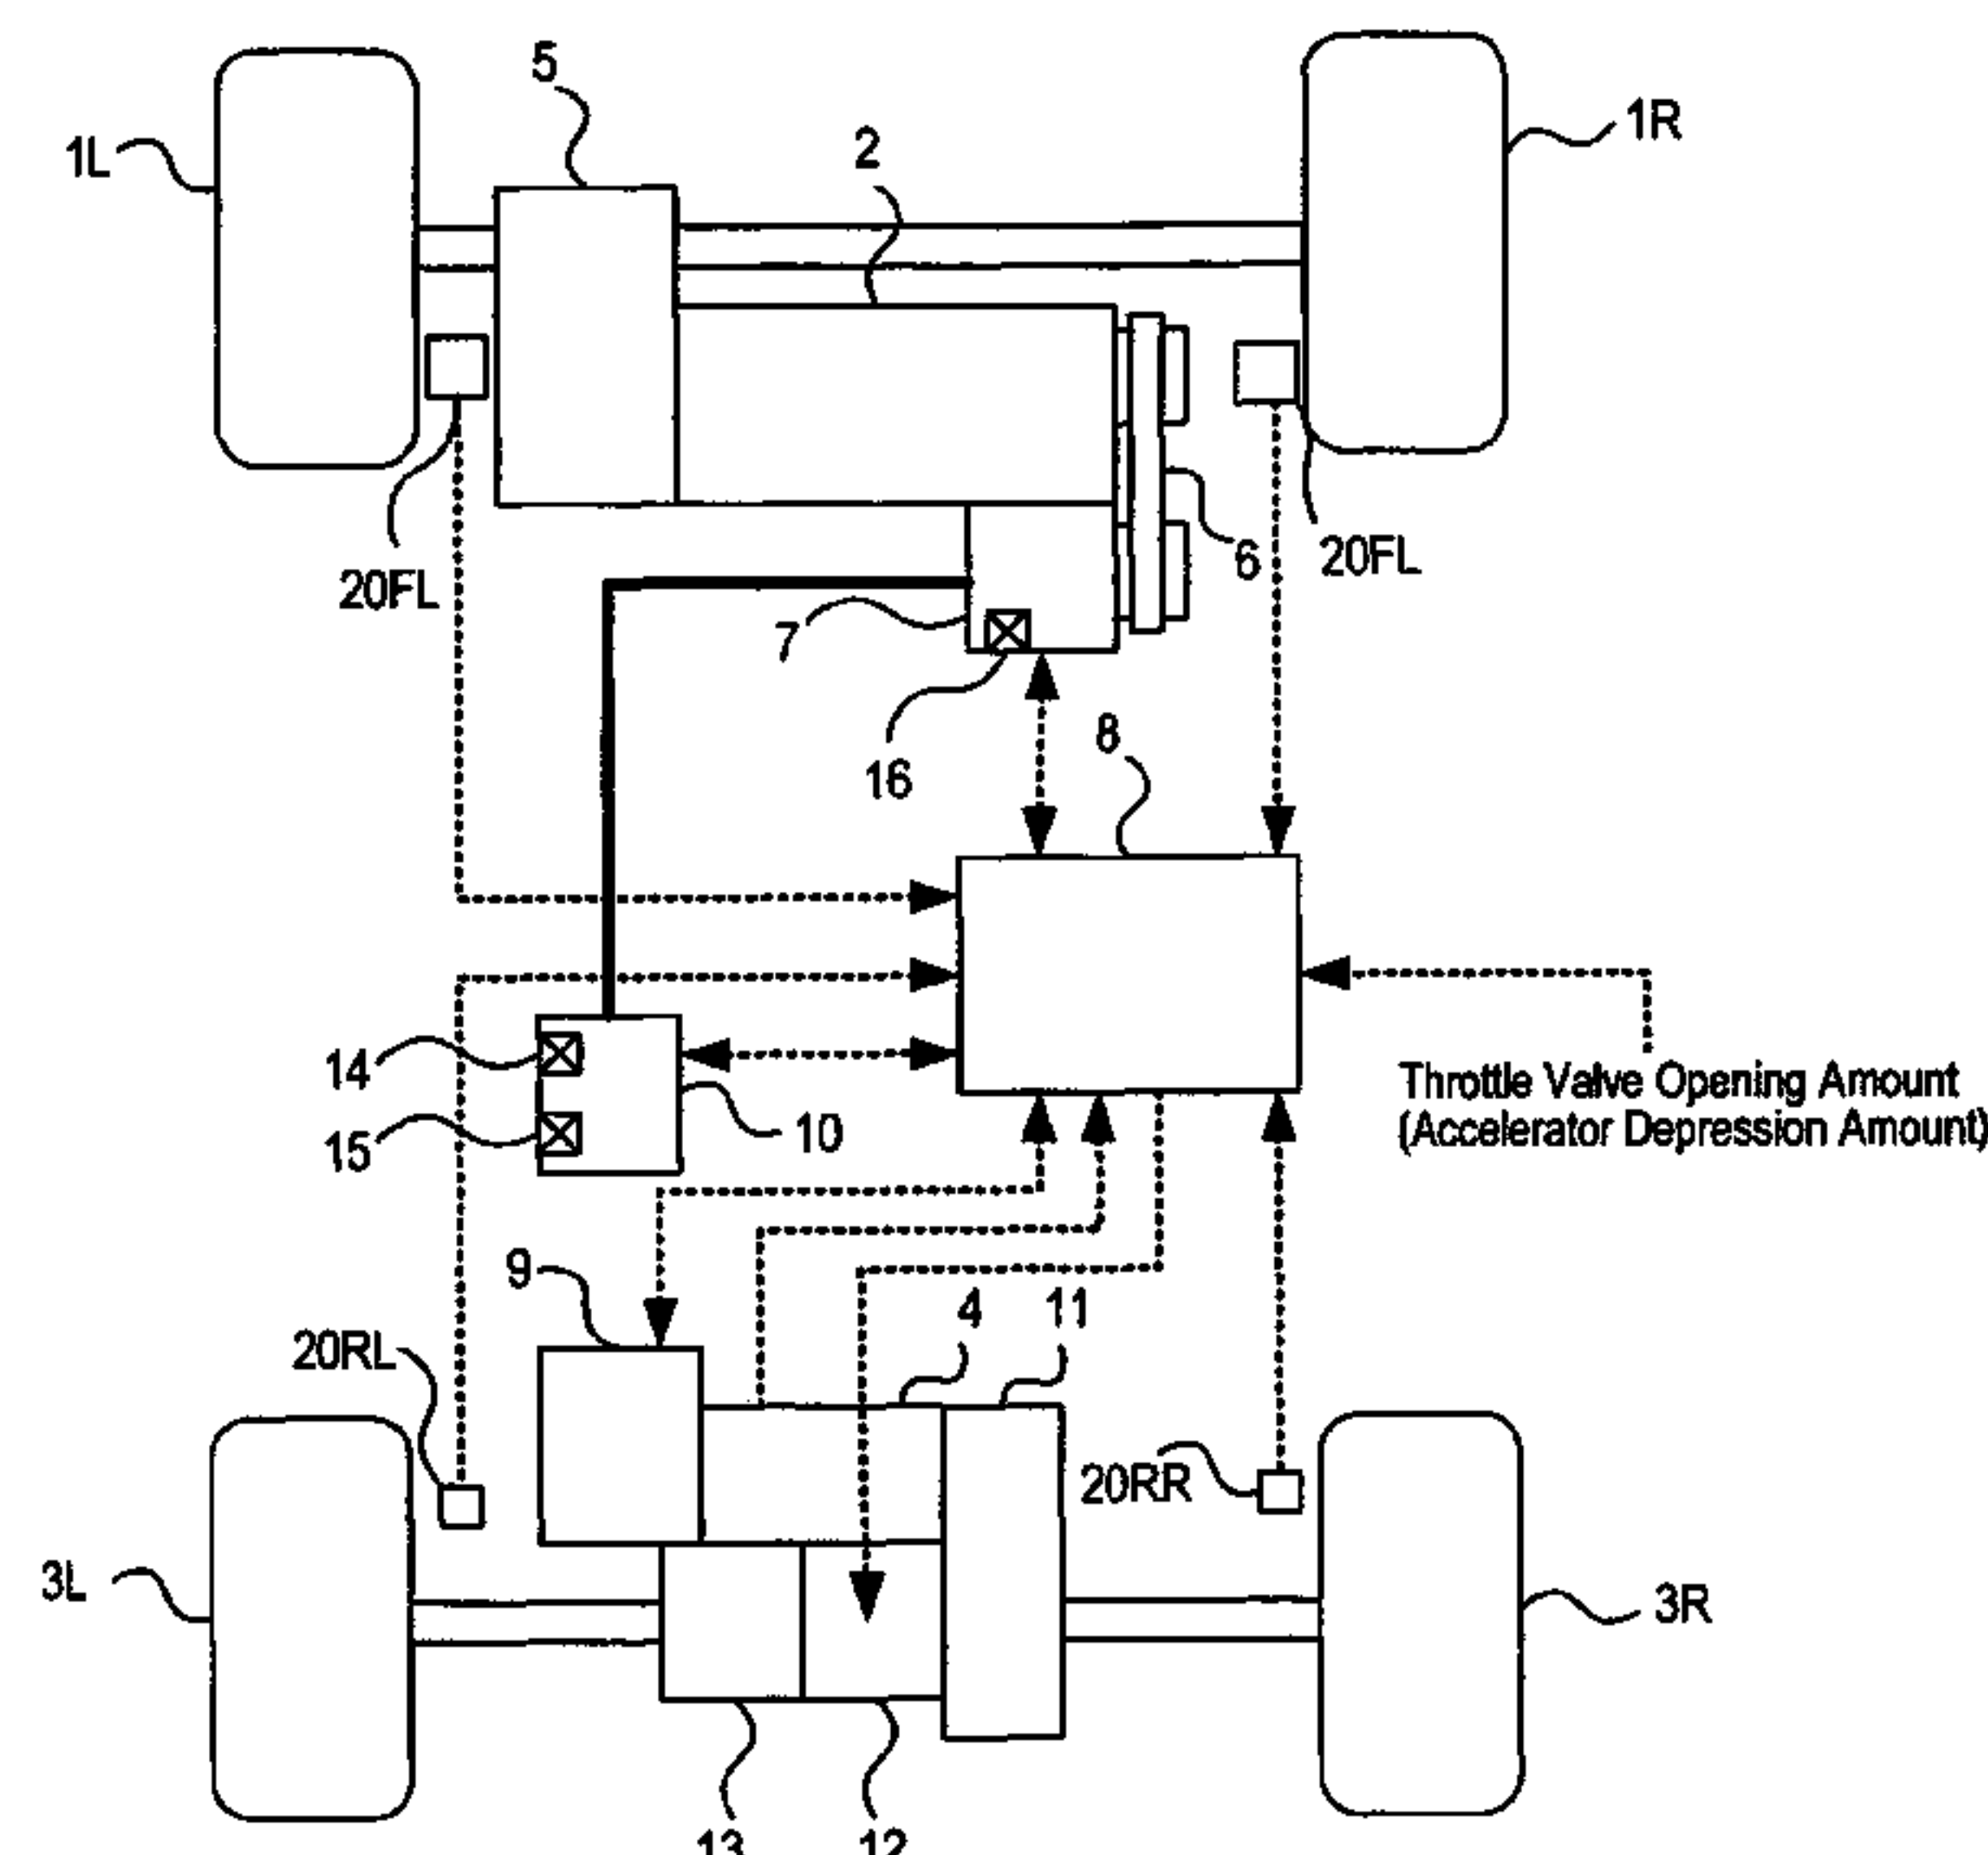 5
1R
2
1L
6
20FL
20FL
7
8
16
Throttle Valve Opening Amount
(Accelerator Depression Amount)
14
10
15
9
4
11
20RL
20RR
3L
3R
13
12